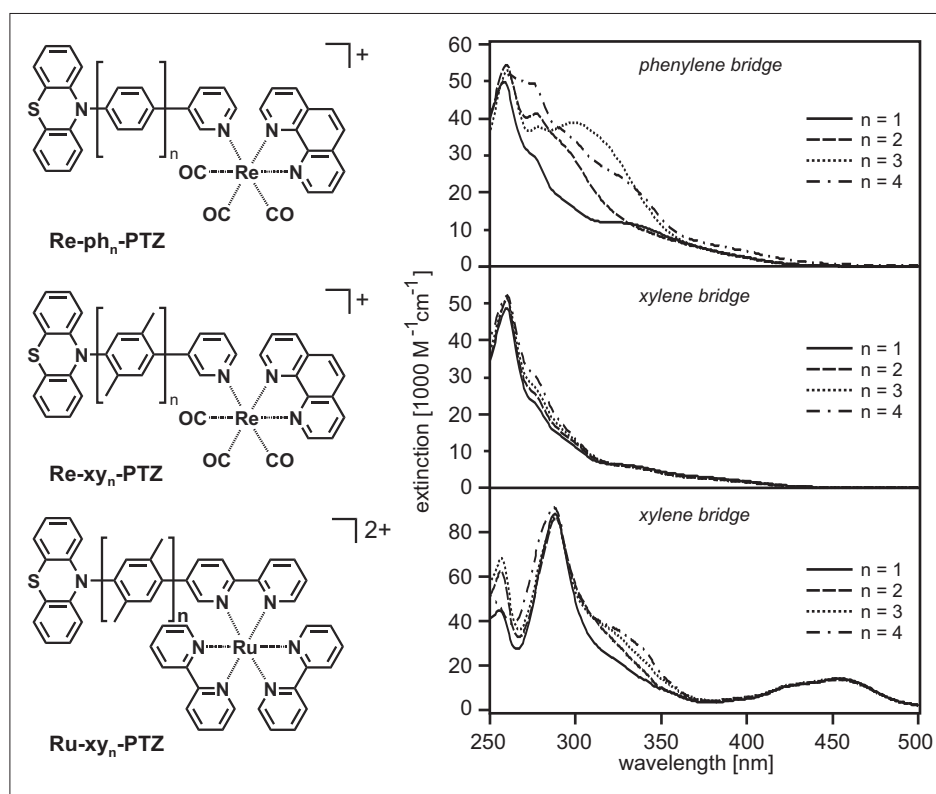 S
N
n
N
N
N
Re
OC
OC
CO
]+
Re-phn-PTZ
S
N
n
N
N
N
Re
OC
OC
CO
]+
Re-xyn-PTZ
S
N
n
N
N
N
N
N
N
Ru
]2+
Ru-xyn-PTZ
extinction [1000 M-1cm-1]
60
50
40
30
20
10
0
phenylene bridge
n = 1
n = 2
n = 3
n = 4
50
40
30
20
10
0
xylene bridge
n = 1
n = 2
n = 3
n = 4
80
60
40
20
0
xylene bridge
n = 1
n = 2
n = 3
n = 4
250 300 350 400 450 500
wavelength [nm]